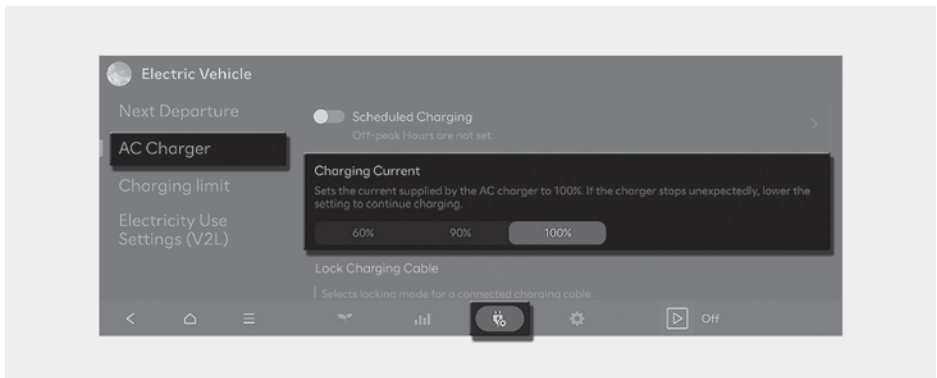 Electric Vehicle
Next Departure
AC Charger
Charging limit
Electricity Use
Settings (V2L)
Scheduled Charging
Off-peak Hours are not set.
Charging Current
Sets the current supplied by the AC charger to 100%. If the charger stops unexpectedly, lower the
setting to continue charging.
60% 90% 100%
Lock Charging Cable
Selects locking mode for a connected charging cable.
Off